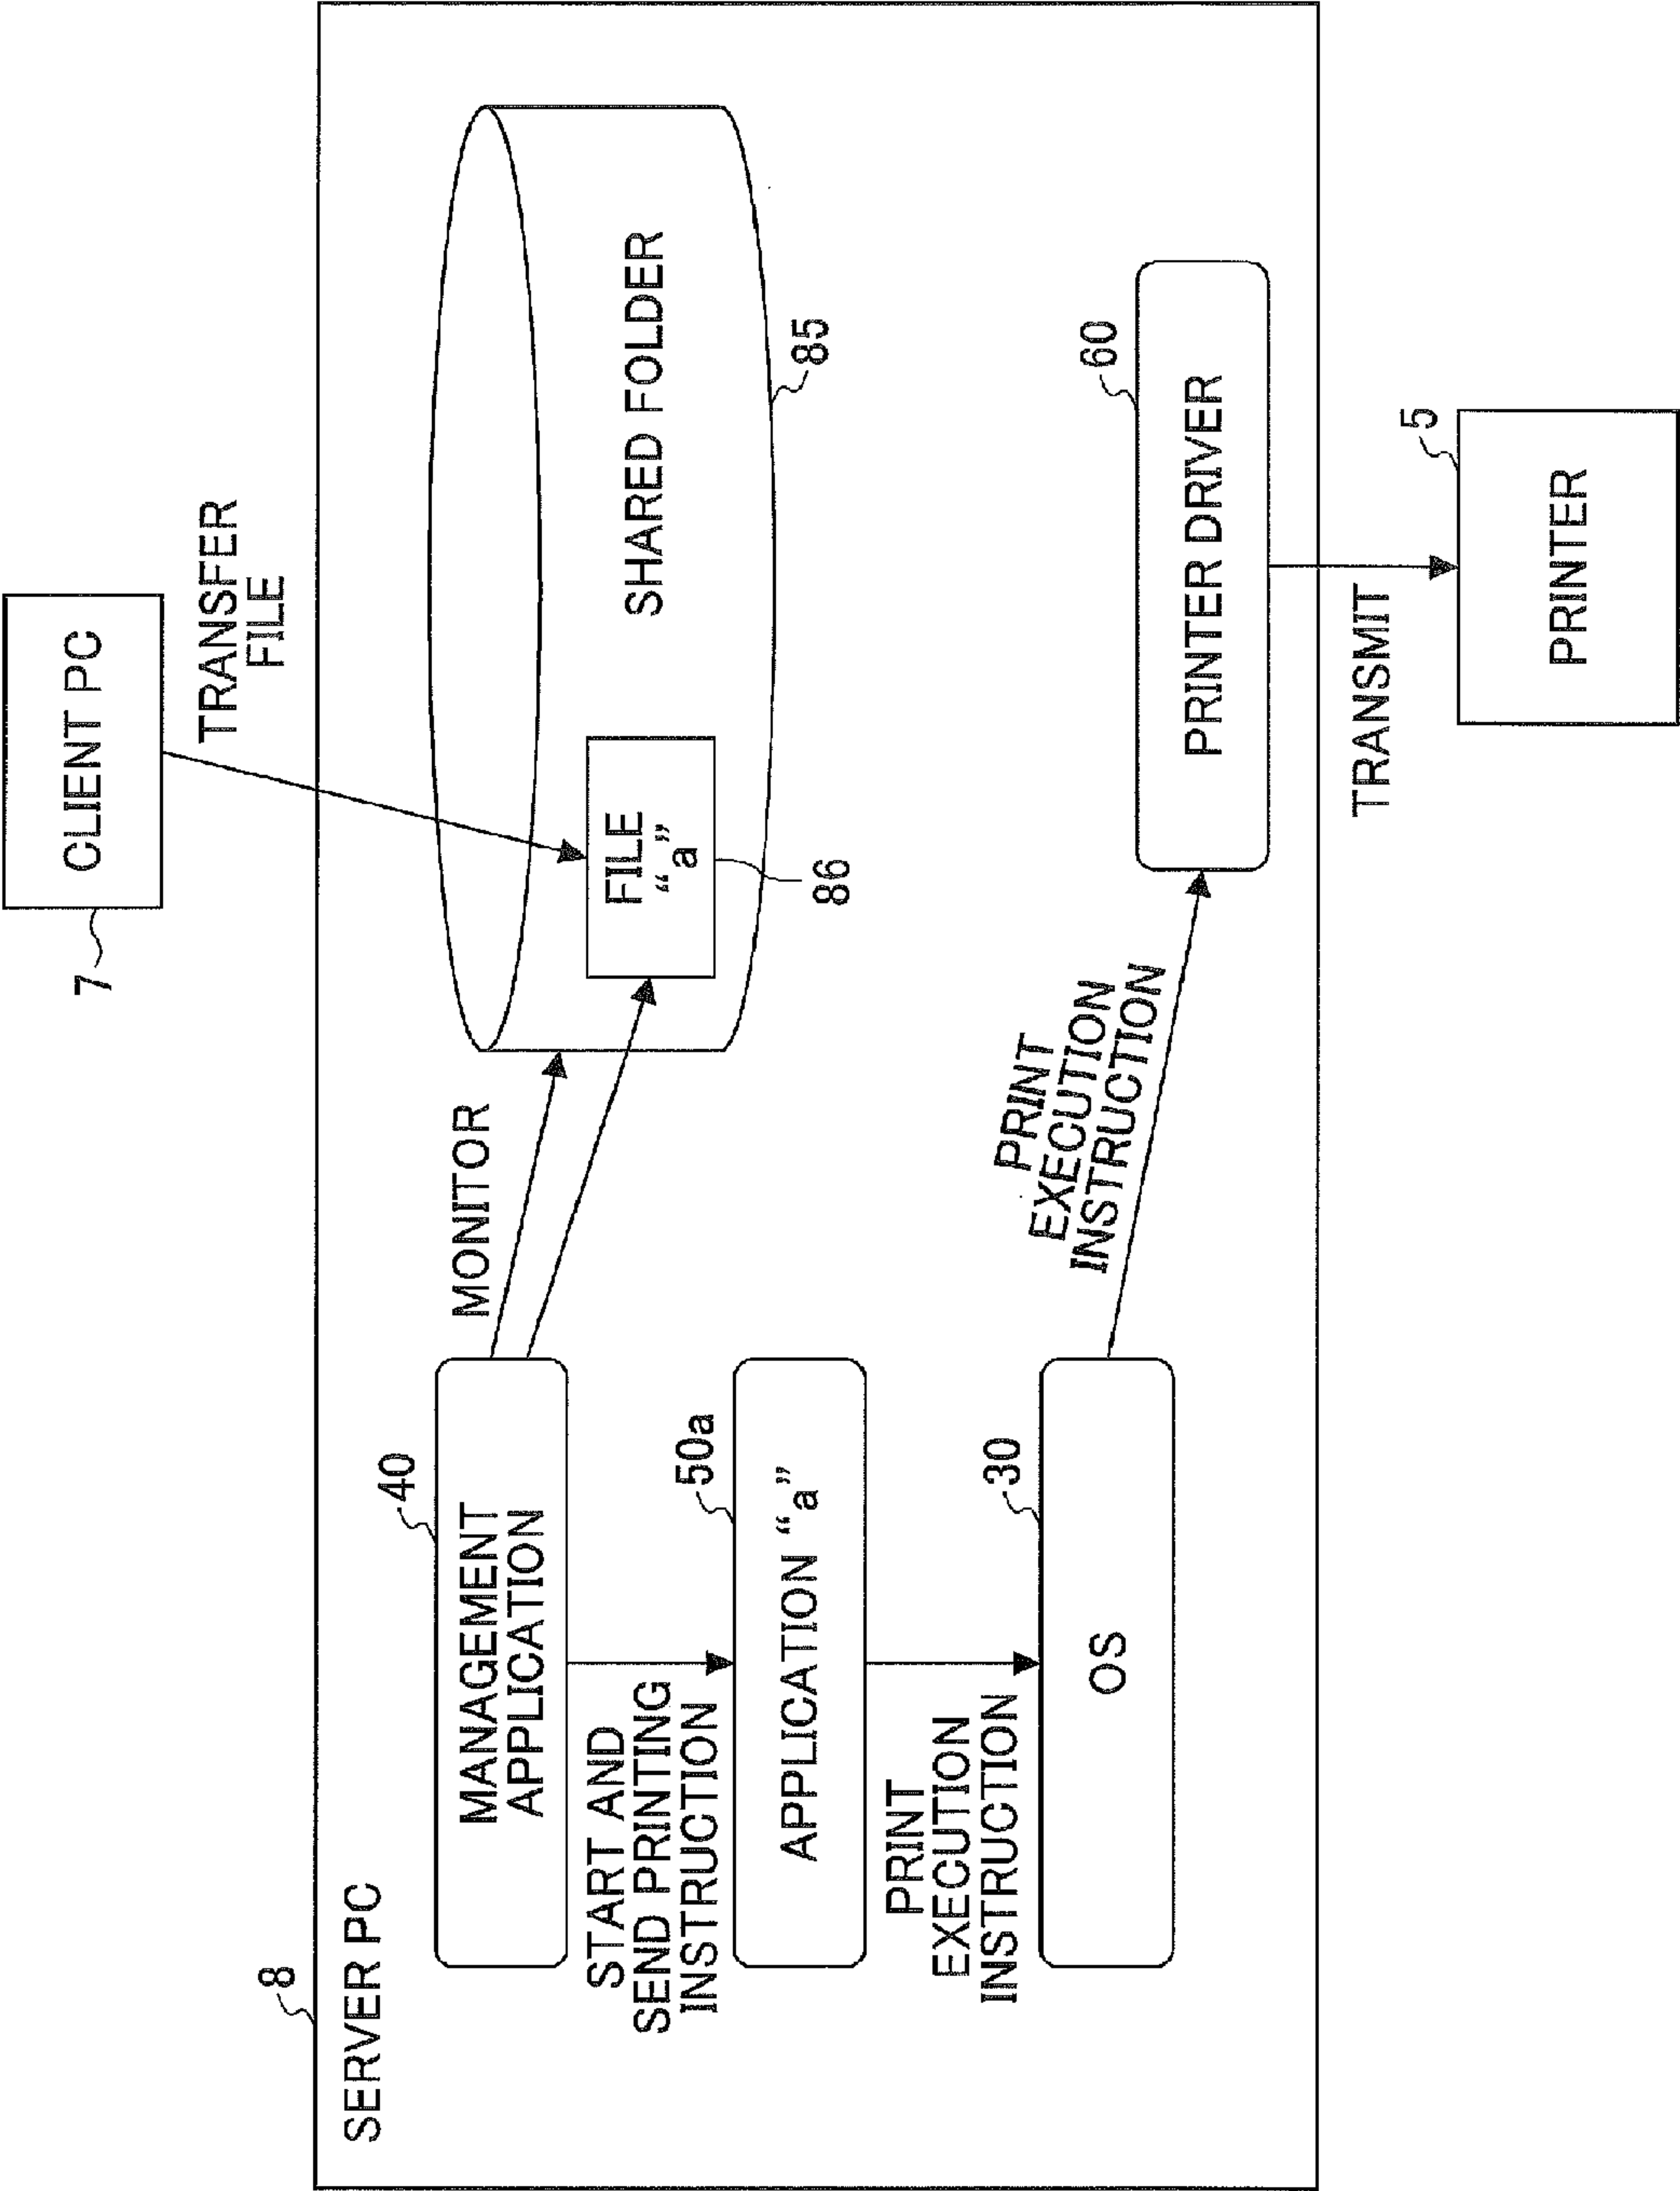 CLIENT PC
7
TRANSFER
FILE
8
SERVER PC
40
MANAGEMENT
APPLICATION
MONITOR
FILE
“a”
86
SHARED FOLDER
85
START AND
SEND PRINTING
INSTRUCTION
50a
APPLICATION “a”
PRINT
EXECUTION
INSTRUCTION
30
OS
PRINT
EXECUTION
INSTRUCTION
60
PRINTER DRIVER
TRANSMIT
5
PRINTER